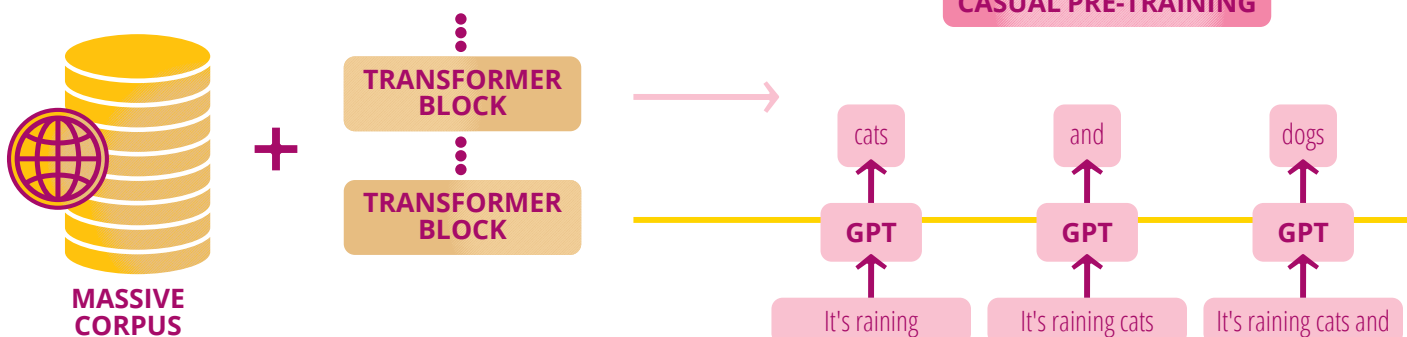 CASUAL PRE-TRAINING
TRANSFORMER
BLOCK
TRANSFORMER
BLOCK
MASSIVE
CORPUS
cats
and
dogs
GPT
GPT
GPT
It's raining
It's raining cats
It's raining cats and